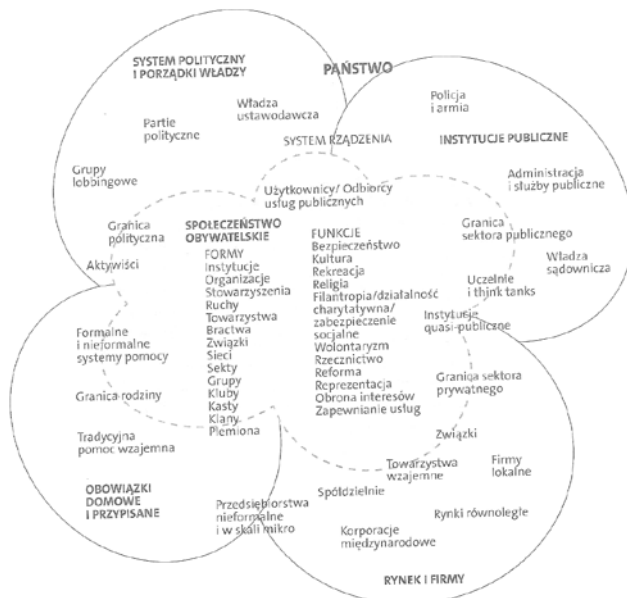 SYSTEM POLITYCZNY
I PORZĄDKI WŁADZY
PAŃSTWO
Policja
i armia
Władza
ustawodawcza
Partie
polityczne
SYSTEM RZĄDZENIA
INSTYTUCJE PUBLICZNE
Grupy
lobbingowe
Administracja
i służby publiczne
Użytkownicy/ Odbiorcy
usług publicznych
Granica
polityczna
SPOŁECZEŃSTWO
OBYWATELSKIE
FORMY
Instytucje
Organizacje
Stowarzyszenia
Ruchy
Towarzystwa
Bractwa
Związki
Sieci
Sekty
Grupy
Kluby
Kasty
Klany
Plemiona
FUNKCJE
Bezpieczeństwo
Kultura
Rekreacja
Religia
Filantropia/działalność
charytatywna/
zabezpieczenie
socjalne
Wolontaryzm
Rzecznictwo
Reforma
Reprezentacja
Obrona interesów
Zapewnianie usług
Granica
sektora publicznego
Władza
sądownicza
Aktywiści
Uczelnie
i think tanks
Instytucje
quasi-publiczne
Formalne
i nieformalne
systemy pomocy
Granica rodziny
Granica sektora
prywatnego
Tradycyjna
pomoc wzajemna
Związki
Towarzystwa
wzajemne
Firmy
lokalne
OBOWIĄZKI
DOMOWE
I PRZYPISANE
Przedsiębiorstwa
nieformalne
i w skali mikro
Spółdzielnie
Rynki równoległe
Korporacje
międzynarodowe
RYNEK I FIRMY